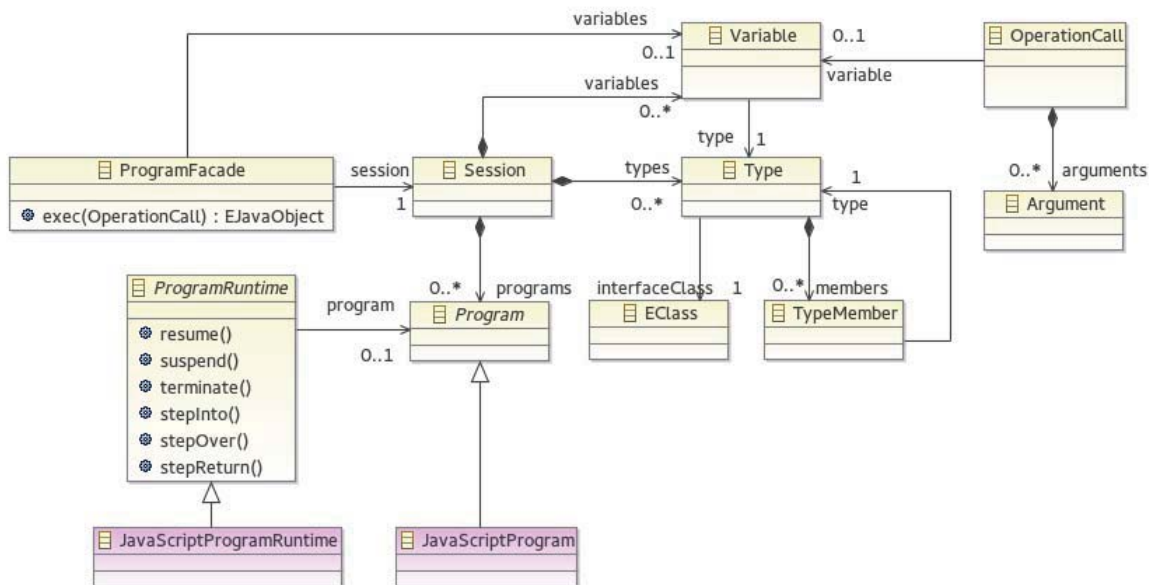 variables
Variable
0..1
OperationCall
0..1
variable
variables
0..*
type
1
0..*
arguments
ProgramFacade
exec(OperationCall) : EJavaObject
session
1
Session
types
0..*
Type
1
type
Argument
ProgramRuntime
resume()
suspend()
terminate()
stepInto()
stepOver()
stepReturn()
program
0..1
0..*
programs
Program
interfaceClass
1
EClass
0..*
members
TypeMember
JavaScriptProgramRuntime
JavaScriptProgram